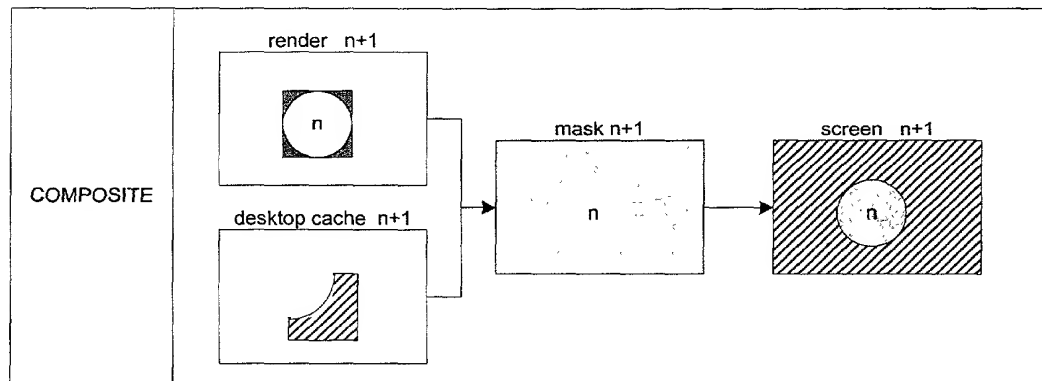 render n+1
n
desktop cache n+1
COMPOSITE
mask n+1
n
screen n+1
n